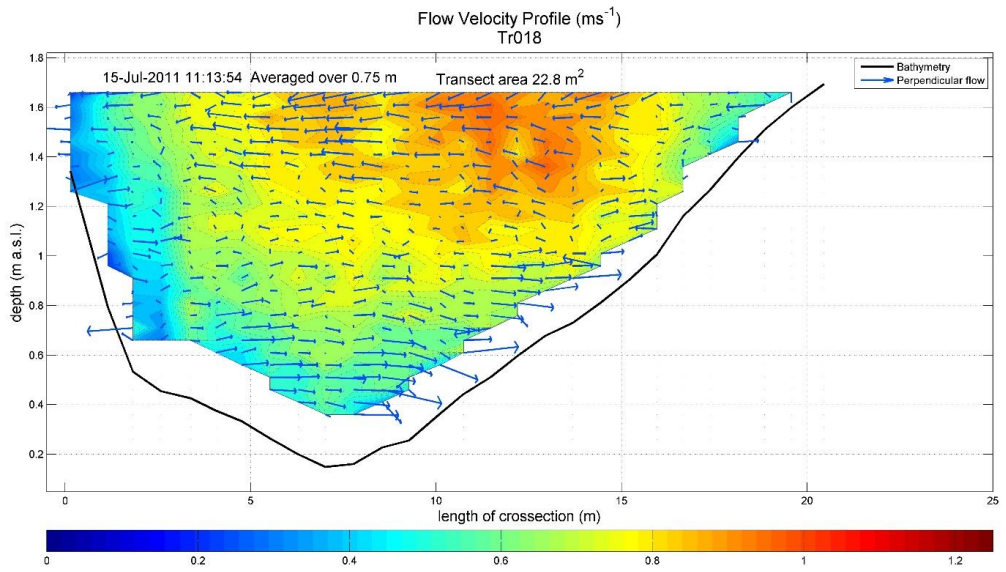 Flow Velocity Profile (ms⁻¹)
Tr018
15-Jul-2011 11:13:54 Averaged over 0.75 m
Transect area 22.8 m²
Bathymetry
Perpendicular flow
depth (m a.s.l.)
1.8
1.6
1.4
1.2
1
0.8
0.6
0.4
0.2
0 5 10 15 20 25
length of crossection (m)
0 0.2 0.4 0.6 0.8 1 1.2